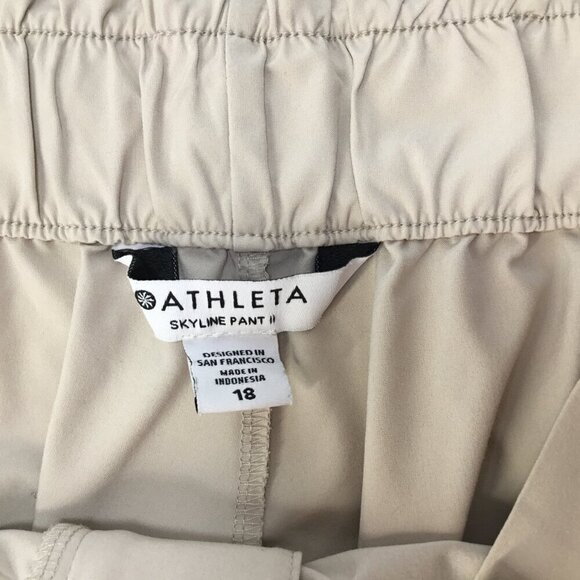 ATHLETA
SKYLINE PANT II
DESIGNED IN
SAN FRANCISCO
MADE IN
INDONESIA
18